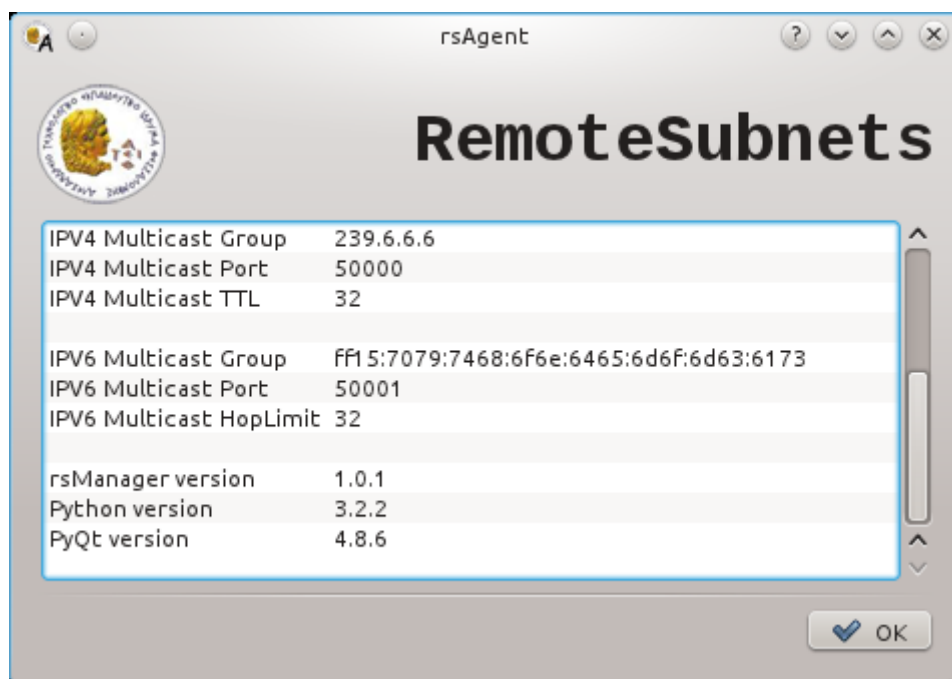 rsAgent
RemoteSubnets
IPV4 Multicast Group 239.6.6.6
IPV4 Multicast Port 50000
IPV4 Multicast TTL 32
IPV6 Multicast Group ff15:7079:7468:6f6e:6465:6d6f:6d63:6173
IPV6 Multicast Port 50001
IPV6 Multicast HopLimit 32
rsManager version 1.0.1
Python version 3.2.2
PyQt version 4.8.6
OK